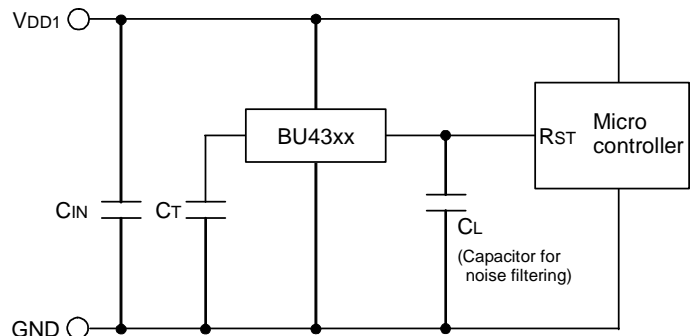 VDD1
BU43xx
RST
Micro
controller
CIN
CT
CL
(Capacitor for
noise filtering)
GND